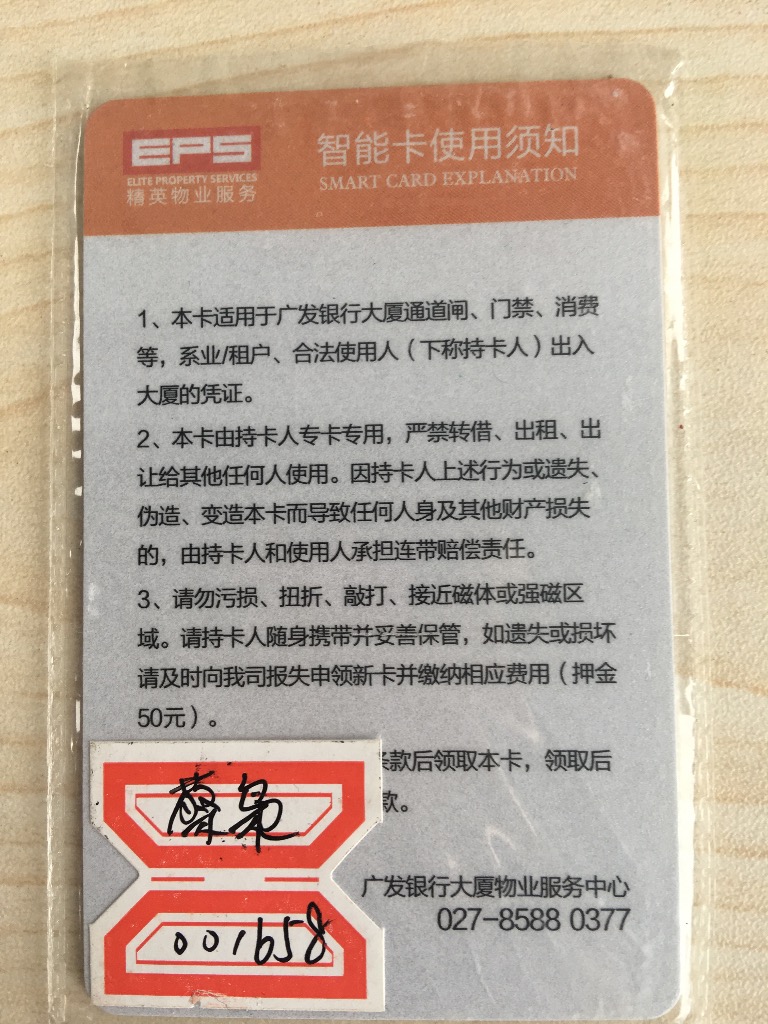 EPS
ELITE PROPERTY SERVICES
精英物业服务
智能卡使用须知
SMART CARD EXPLANATION
1、本卡适用于广发银行大厦通道闸、门禁、消费
等，系业/租户、合法使用人（下称持卡人）出入
大厦的凭证。
2、本卡由持卡人专卡专用，严禁转借、出租、出
让给其他任何人使用。因持卡人上述行为或遗失、
伪造、变造本卡而导致任何人身及其他财产损失
的，由持卡人和使用人承担连带赔偿责任。
3、请勿污损、扭折、敲打、接近磁体或强磁区
域。请持卡人随身携带并妥善保管，如遗失或损坏
请及时向我司报失申领新卡并缴纳相应费用（押金
50元）。
条款后领取本卡，领取后
款。
001658
广发银行大厦物业服务中心
027-8588 0377